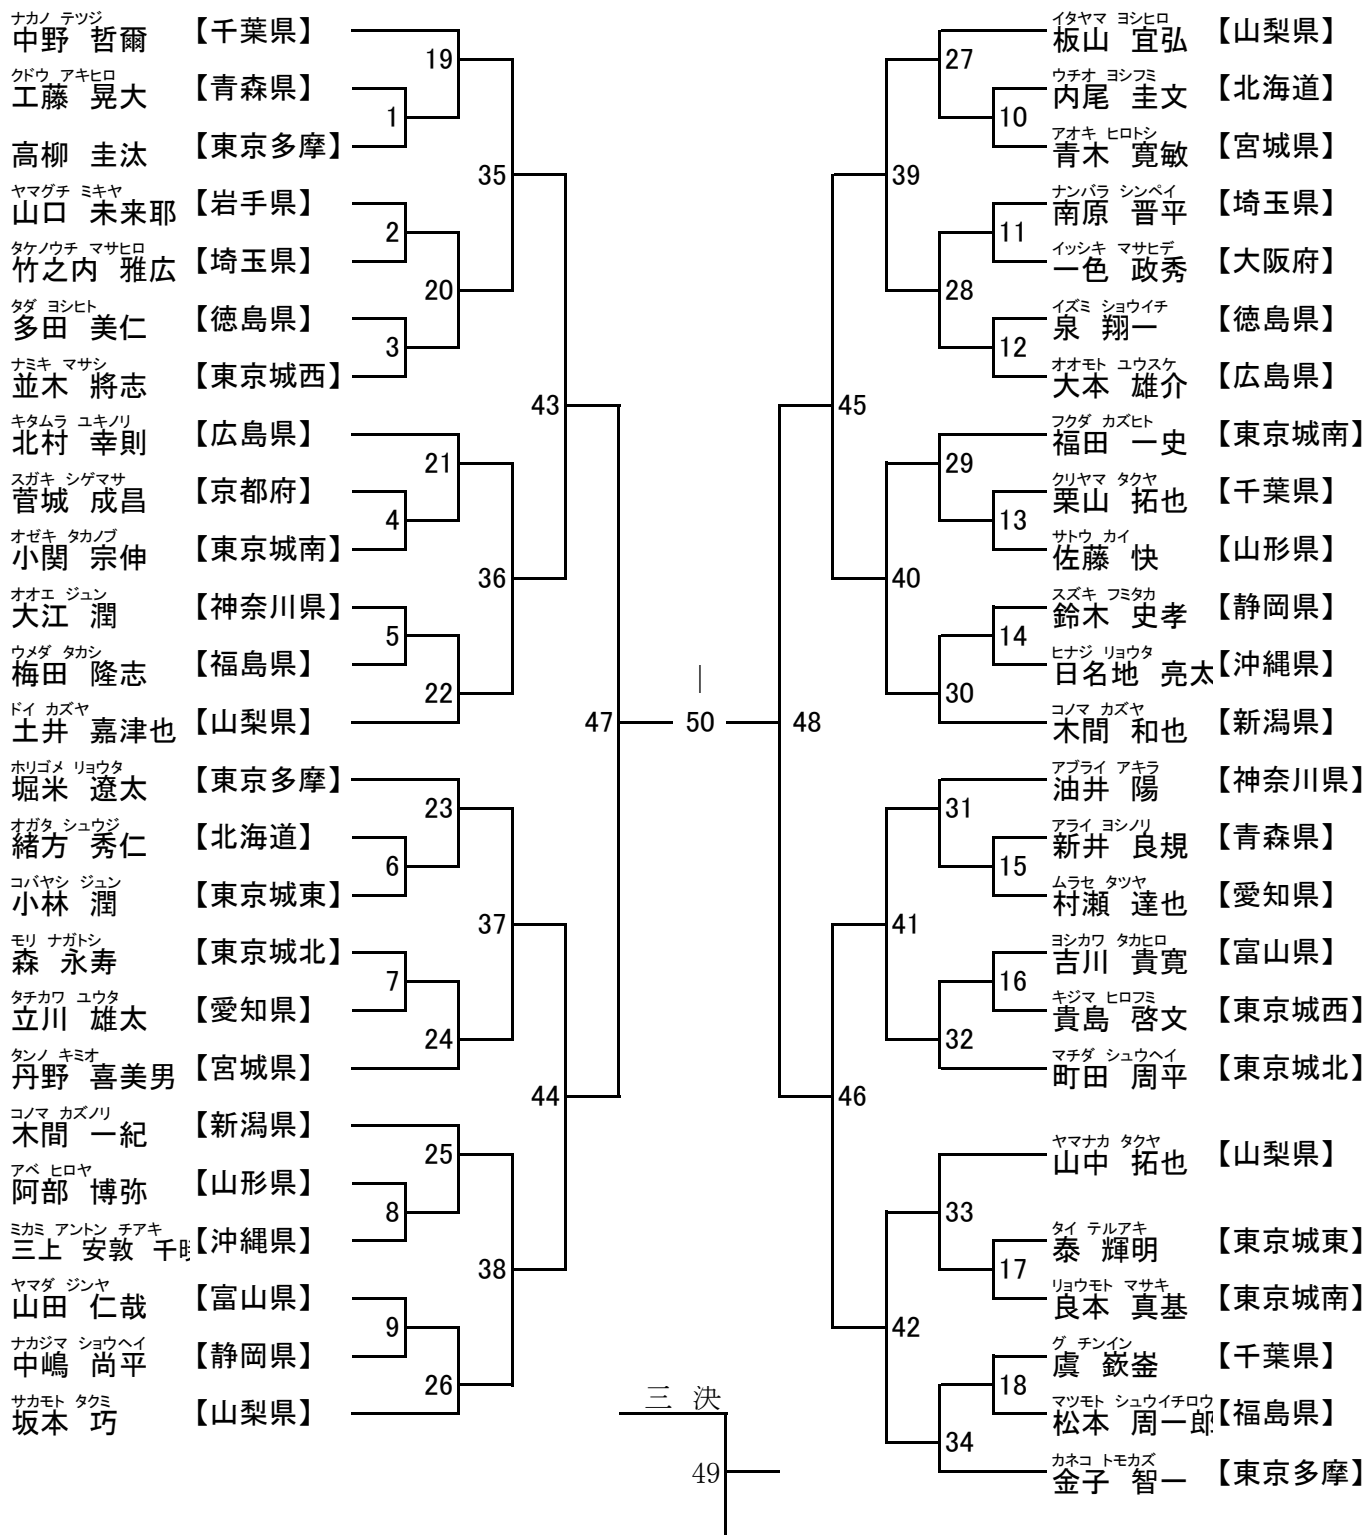 ナカノ テツジ
中野 哲爾 【千葉県】
19
クドウ アキヒロ
工藤 晃大 【青森県】
1
高柳 圭汰 【東京多摩】
35
ヤマグチ ミキヤ
山口 未来耶 【岩手県】
2
タケノウチ マサヒロ
竹之内 雅広 【埼玉県】
20
タダ ヨシヒト
多田 美仁 【徳島県】
3
ナミキ マサシ
並木 將志 【東京城西】
43
キタムラ ユキノリ
北村 幸則 【広島県】
21
スガキ シゲマサ
菅城 成昌 【京都府】
4
オゼキ タカノブ
小関 宗伸 【東京城南】
36
オオエ ジュン
大江 潤 【神奈川県】
5
ウメダ タカシ
梅田 隆志 【福島県】
22
ドイ カズヤ
土井 嘉津也 【山梨県】
47
ホリゴメ リョウタ
堀米 遼太 【東京多摩】
23
オガタ シュウジ
緒方 秀仁 【北海道】
6
コバヤシ ジュン
小林 潤 【東京城東】
37
モリ ナガトシ
森 永寿 【東京城北】
7
タチカワ ユウタ
立川 雄太 【愛知県】
24
タンノ キミオ
丹野 喜美男 【宮城県】
44
コノマ カズノリ
木間 一紀 【新潟県】
25
アベ ヒロヤ
阿部 博弥 【山形県】
8
ミカミ アントン チアキ
三上 安敦 千 【沖縄県】
38
ヤマダ ジンヤ
山田 仁哉 【富山県】
9
ナカジマ ショウヘイ
中嶋 尚平 【静岡県】
26
サカモト タクミ
坂本 巧 【山梨県】
50
三 決
49
イタヤマ ヨシヒロ
板山 宜弘 【山梨県】
27
ウチオ ヨシフミ
内尾 圭文 【北海道】
10
アオキ ヒロトシ
青木 寛敏 【宮城県】
39
ナンバラ シンペイ
南原 晋平 【埼玉県】
11
イッシキ マサヒデ
一色 政秀 【大阪府】
28
イズミ ショウイチ
泉 翔一 【徳島県】
12
オオモト ユウスケ
大本 雄介 【広島県】
45
フクダ カズヒト
福田 一史 【東京城南】
29
クリヤマ タクヤ
栗山 拓也 【千葉県】
13
サトウ カイ
佐藤 快 【山形県】
40
スズキ フミタカ
鈴木 史孝 【静岡県】
14
ヒナジ リョウタ
日名地 亮太 【沖縄県】
30
コノマ カズヤ
木間 和也 【新潟県】
48
アブライ アキラ
油井 陽 【神奈川県】
31
アライ ヨシノリ
新井 良規 【青森県】
15
ムラセ タツヤ
村瀬 達也 【愛知県】
41
ヨシカワ タカヒロ
吉川 貴寛 【富山県】
16
キジマ ヒロフミ
貴島 啓文 【東京城西】
32
マチダ シュウヘイ
町田 周平 【東京城北】
46
ヤマナカ タクヤ
山中 拓也 【山梨県】
33
タイ テルアキ
泰 輝明 【東京城東】
17
リョウモト マサキ
良本 真基 【東京城南】
42
グ チンイン
虞 嶔崟 【千葉県】
18
マツモト シュウイチロウ
松本 周一郎 【福島県】
34
カネコ トモカズ
金子 智一 【東京多摩】